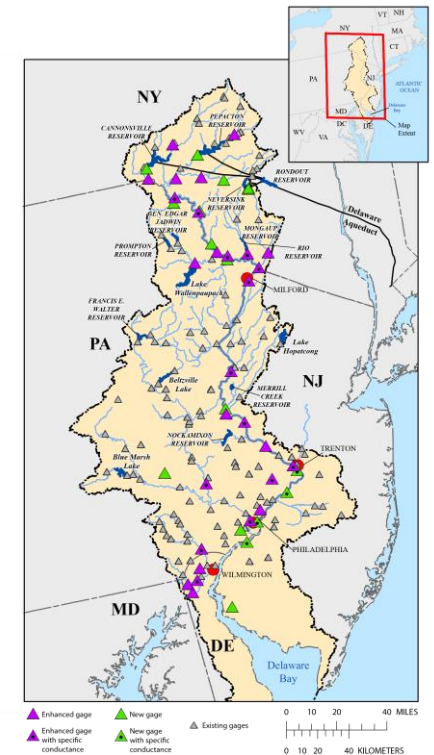 NY
VT
NH
MA
CT
PA
NJ
ATLANTIC
OCEAN
MD
DC
DE
Delaware
Bay
WV
VA
Map
Extent
NY
PEPACTON
RESERVOIR
CANNONSVILLE
RESERVOIR
RONDOUT
RESERVOIR
NEVERSINK
RESERVOIR
GEN. EDGAR
JADWIN
RESERVOIR
MONGAUP
RESERVOIR
Delaware
Aqueduct
PROMPTON
RESERVOIR
RIO
RESERVOIR
Lake
Wallenpaupack
MILFORD
FRANCIS E.
WALTER
RESERVOIR
PA
Lake
Hopatcong
NJ
Beltzville
Lake
MERRILL
CREEK
RESERVOIR
NOCKAMIXON
RESERVOIR
TRENTON
Blue Marsh
Lake
PHILADELPHIA
WILMINGTON
MD
DE
Delaware
Bay
Enhanced gage
New gage
Existing gages
Enhanced gage
with specific
conductance
New gage
with specific
conductance
0 10 20 40 MILES
0 10 20 40 KILOMETERS